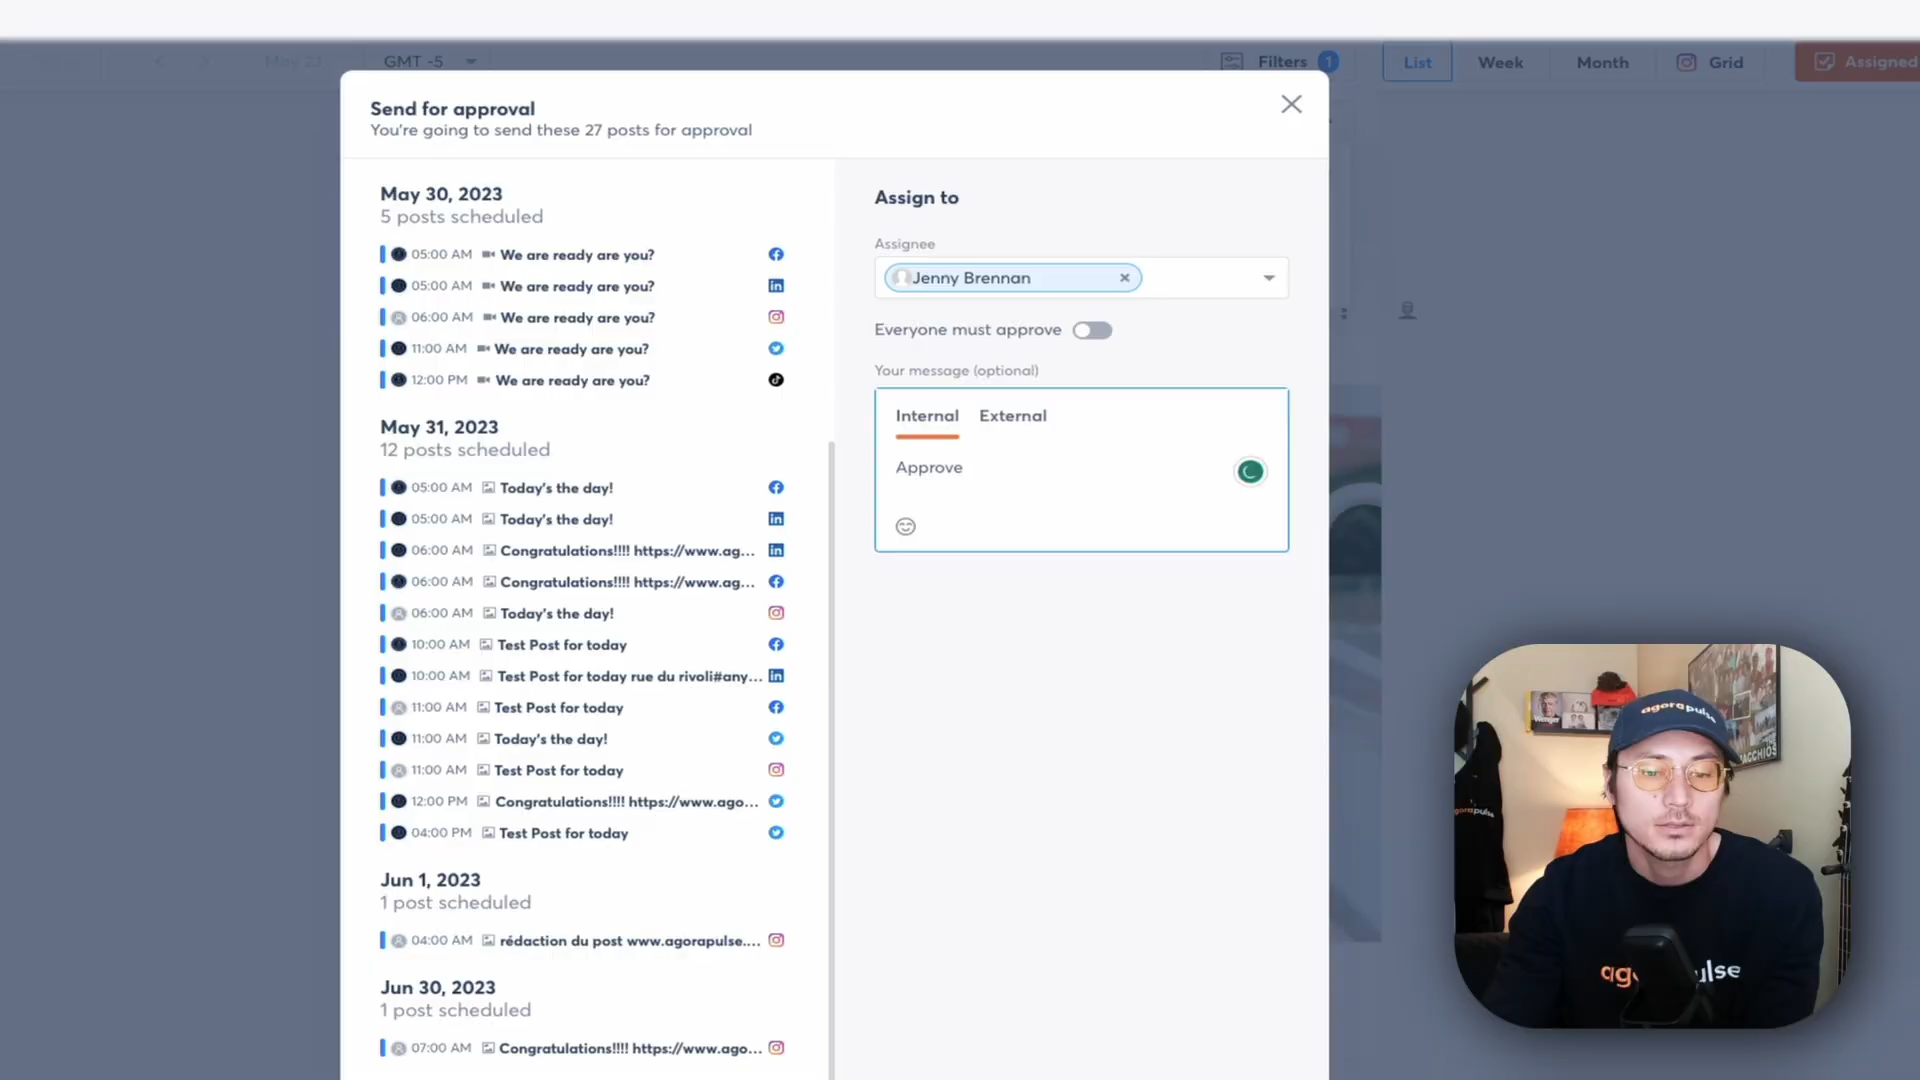 May 23
GMT -5
Filters 1
List
Week
Month
Grid
Assigned
Send for approval
You're going to send these 27 posts for approval
May 30, 2023
5 posts scheduled
05:00 AM We are ready are you?
05:00 AM We are ready are you?
06:00 AM We are ready are you?
11:00 AM We are ready are you?
12:00 PM We are ready are you?
May 31, 2023
12 posts scheduled
05:00 AM Today's the day!
05:00 AM Today's the day!
06:00 AM Congratulations!!!! https://www.ag...
06:00 AM Congratulations!!!! https://www.ag...
06:00 AM Today's the day!
10:00 AM Test Post for today
10:00 AM Test Post for today rue du rivoli#any...
11:00 AM Test Post for today
11:00 AM Today's the day!
11:00 AM Test Post for today
12:00 PM Congratulations!!!! https://www.ago...
04:00 PM Test Post for today
Jun 1, 2023
1 post scheduled
04:00 AM rédaction du post www.agorapulse....
Jun 30, 2023
1 post scheduled
07:00 AM Congratulations!!!! https://www.ago...
Assign to
Assignee
Jenny Brennan
Everyone must approve
Your message (optional)
Internal External
Approve
Wenger
agorapulse